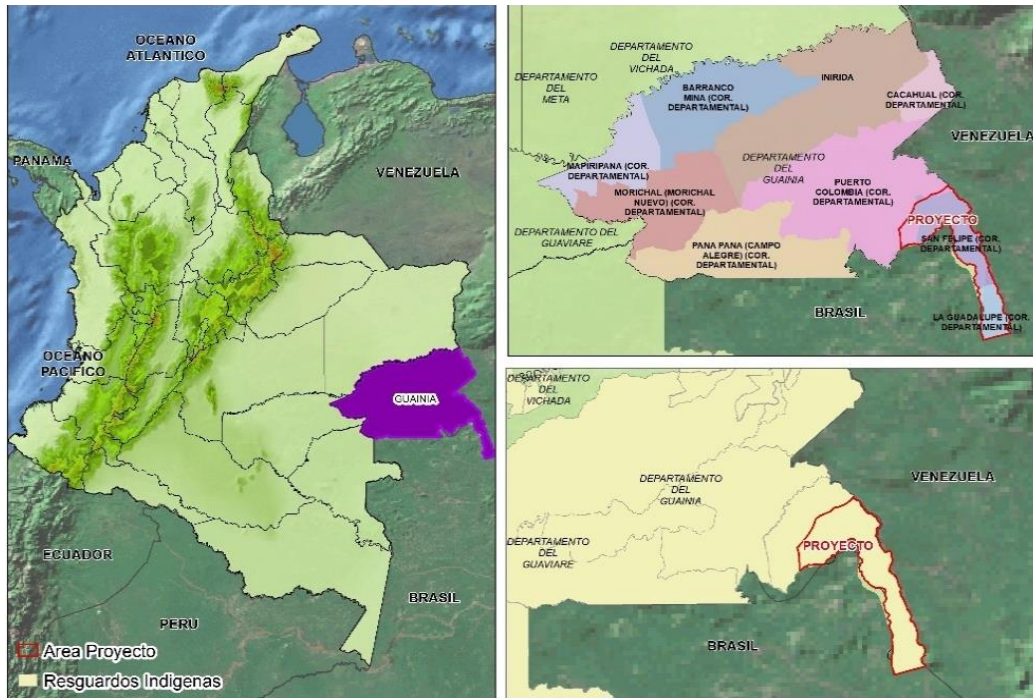 OCEANO
ATLANTICO
PANAMA
VENEZUELA
OCEANO
PACIFICO
GUAINIA
ECUADOR
BRASIL
PERU
Area Proyecto
Resguardos Indigenas
DEPARTAMENTO
DEL
VICHADA
DEPARTAMENTO
DEL
META
INIRIDA
BARRANCO
MINA (COR.
DEPARTAMENTAL)
CACAHUAL (COR.
DEPARTAMENTAL)
VENEZUELA
MAPIRIPANA (COR.
DEPARTAMENTAL)
DEPARTAMENTO
DEL
GUAINIA
MORICHAL (MORICHAL
NUEVO) (COR.
DEPARTAMENTAL)
PUERTO
COLOMBIA (COR.
DEPARTAMENTAL)
PROYECTO
DEPARTAMENTO DEL
GUAVIARE
SAN FELIPE (COR.
DEPARTAMENTAL)
PANA PANA (CAMPO
ALEGRE) (COR.
DEPARTAMENTAL)
BRASIL
LA GUADALUPE (COR.
DEPARTAMENTAL)
DEPARTAMENTO
DEL
VICHADA
DEPARTAMENTO
DEL
GUAINIA
VENEZUELA
DEPARTAMENTO
DEL
GUAVIARE
PROYECTO
BRASIL